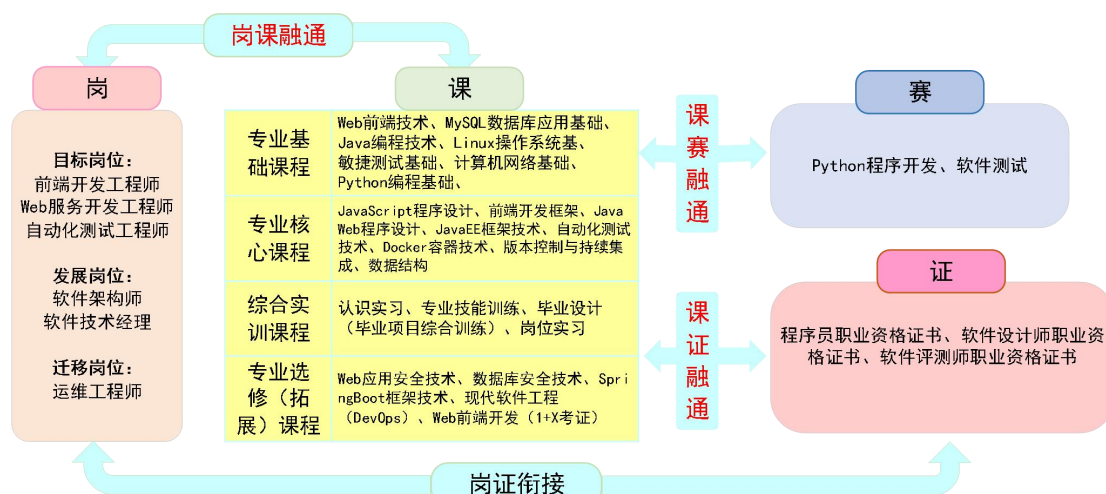 岗课融通
岗
目标岗位：
前端开发工程师
Web服务开发工程师
自动化测试工程师
发展岗位：
软件架构师
软件技术经理
迁移岗位：
运维工程师
课
专业基
础课程
Web前端技术、MySQL数据库应用基础、
Java编程技术、Linux操作系统基、
敏捷测试基础、计算机网络基础、
Python编程基础、
专业核
心课程
JavaScript程序设计、前端开发框架、Java
Web程序设计、JavaEE框架技术、自动化测试
技术、Docker容器技术、版本控制与持续集
成、数据结构
综合实
训课程
认识实习、专业技能训练、毕业设计
（毕业项目综合训练）、岗位实习
专业选
修（拓
展）课程
Web应用安全技术、数据库安全技术、Spri
ngBoot框架技术、现代软件工程
（DevOps）、Web前端开发（1+X考证）
课
赛
融
通
课
证
融
通
赛
Python程序开发、软件测试
证
程序员职业资格证书、软件设计师职业资
格证书、软件评测师职业资格证书
岗证衔接